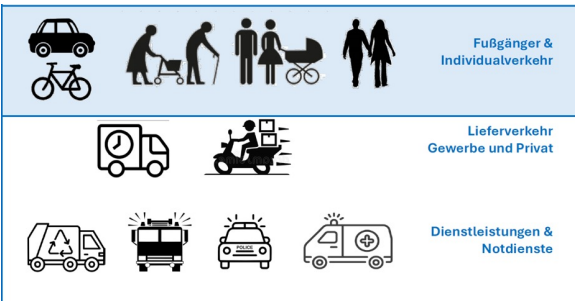 Fußgänger &
Individualverkehr
Lieferverkehr
Gewerbe und Privat
POLICE
Dienstleistungen &
Notdienste